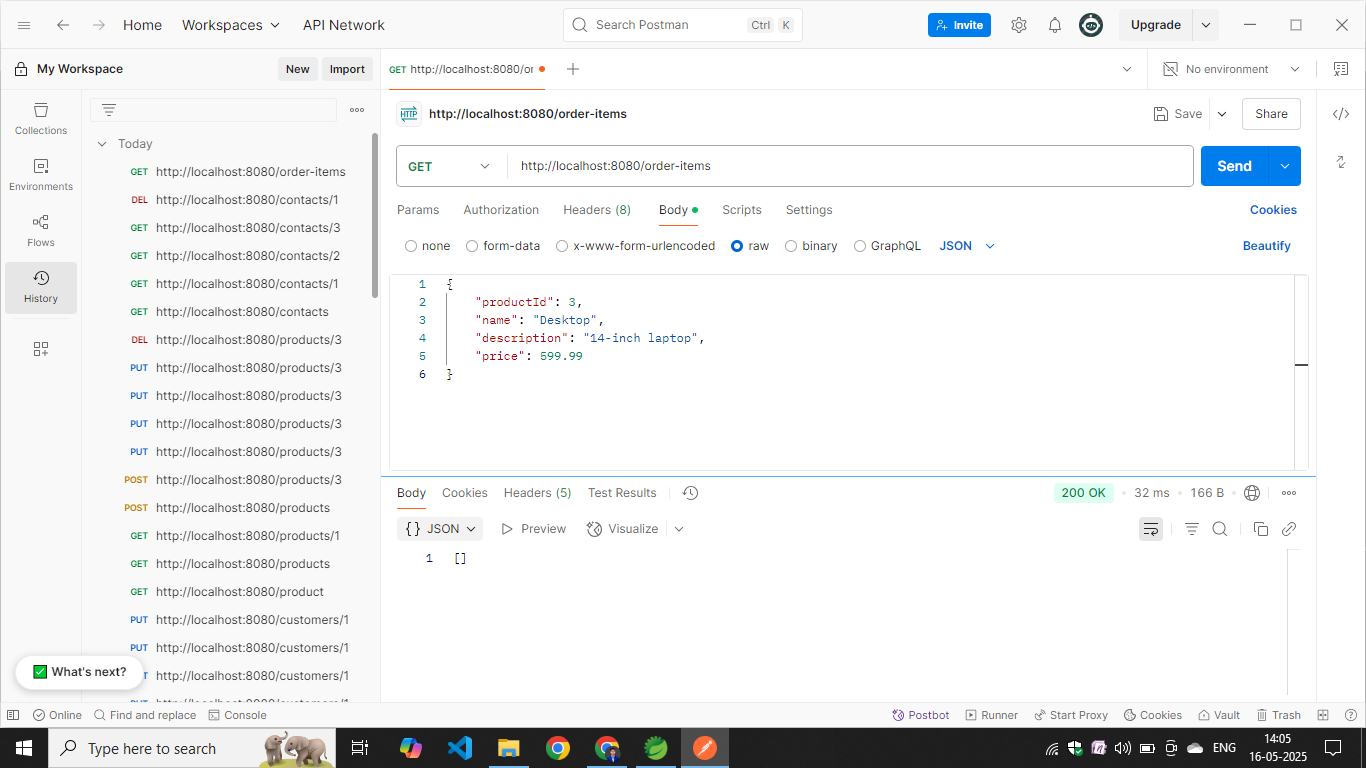 Home Workspaces API Network Search Postman Ctrl K Invite Upgrade
My Workspace New Import GET http://localhost:8080/or No environment
Collections
Environments
Flows
History
Today
GET http://localhost:8080/order-items
DEL http://localhost:8080/contacts/1
GET http://localhost:8080/contacts/3
GET http://localhost:8080/contacts/2
GET http://localhost:8080/contacts/1
GET http://localhost:8080/contacts
DEL http://localhost:8080/products/3
PUT http://localhost:8080/products/3
PUT http://localhost:8080/products/3
PUT http://localhost:8080/products/3
PUT http://localhost:8080/products/3
POST http://localhost:8080/products/3
POST http://localhost:8080/products
GET http://localhost:8080/products/1
GET http://localhost:8080/products
GET http://localhost:8080/product
PUT http://localhost:8080/customers/1
PUT http://localhost:8080/customers/1
http://localhost:8080/customers/1
What's next?
HTTP http://localhost:8080/order-items Save Share
GET http://localhost:8080/order-items Send
Params Authorization Headers (8) Body Scripts Settings Cookies
none form-data x-www-form-urlencoded raw binary GraphQL JSON Beautify
1 {
2 "productId": 3,
3 "name": "Desktop",
4 "description": "14-inch laptop",
5 "price": 599.99
6 }
Body Cookies Headers (5) Test Results 200 OK 32 ms 166 B
{} JSON Preview Visualize
1 []
Online Find and replace Console Postbot Runner Start Proxy Cookies Vault Trash
Type here to search ENG 14:05
16-05-2025